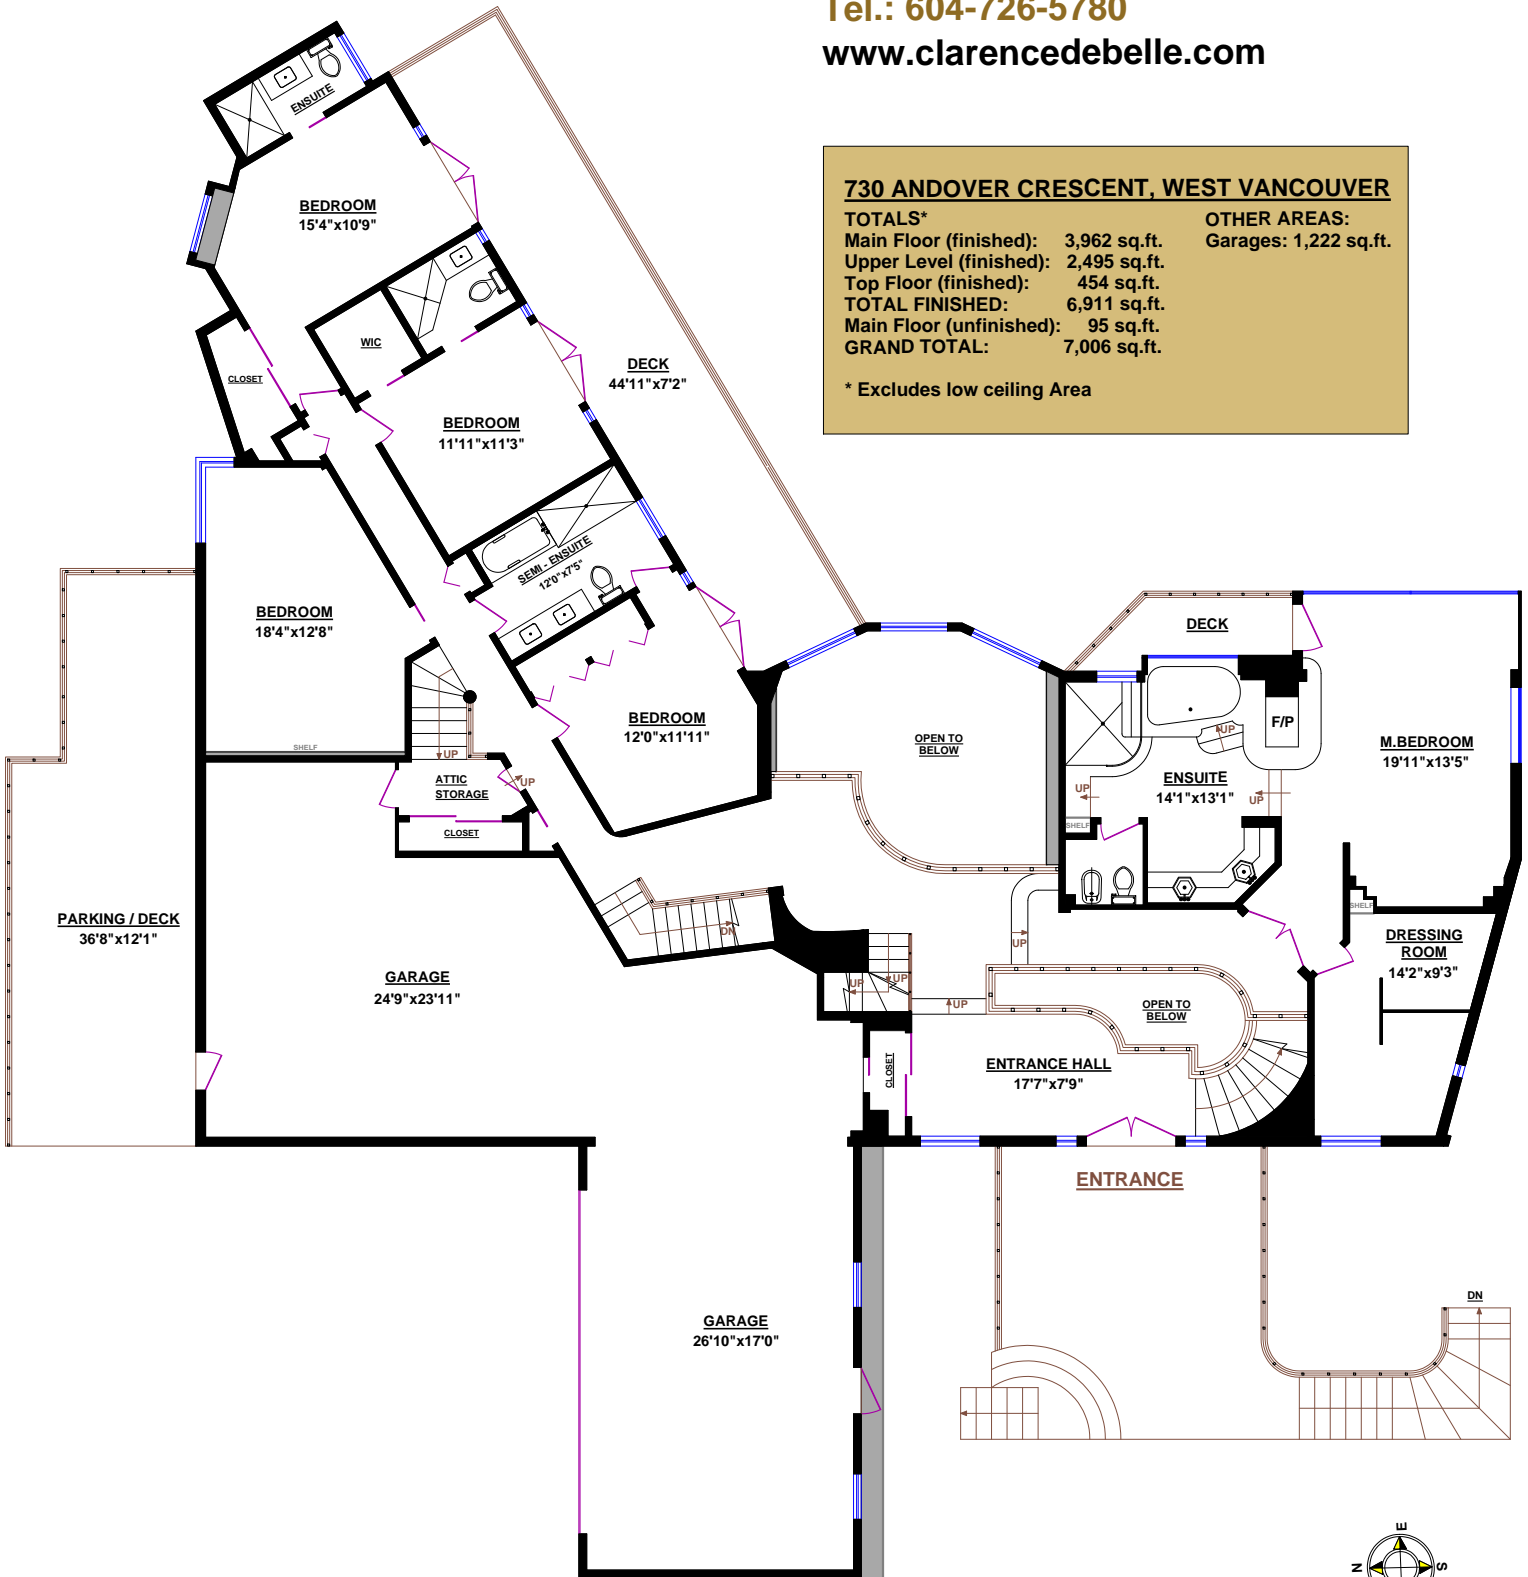 Tel.: 604-726-5780
www.clarencedebelle.com
730 ANDOVER CRESCENT, WEST VANCOUVER
TOTALS*
OTHER AREAS:
Main Floor (finished): 3,962 sq.ft.
Garages: 1,222 sq.ft.
Upper Level (finished): 2,495 sq.ft.
Top Floor (finished): 454 sq.ft.
TOTAL FINISHED: 6,911 sq.ft.
Main Floor (unfinished): 95 sq.ft.
GRAND TOTAL: 7,006 sq.ft.
* Excludes low ceiling Area
ENSUITE
BEDROOM
15'4"x10'9"
WIC
CLOSET
DECK
44'11"x7'2"
BEDROOM
11'11"x11'3"
SEMI - ENSUITE
12'0"x7'5"
BEDROOM
18'4"x12'8"
SHELF
UP
BEDROOM
12'0"x11'11"
ATTIC
STORAGE
UP
CLOSET
OPEN TO
BELOW
DECK
F/P
UP
M.BEDROOM
19'11"x13'5"
ENSUITE
14'1"x13'1"
UP
UP
SHELF
SHELF
PARKING / DECK
36'8"x12'1"
GARAGE
24'9"x23'11"
DN
UP
UP
UP
UP
DRESSING
ROOM
14'2"x9'3"
OPEN TO
BELOW
CLOSET
ENTRANCE HALL
17'7"x7'9"
ENTRANCE
GARAGE
26'10"x17'0"
DN
E
N
S